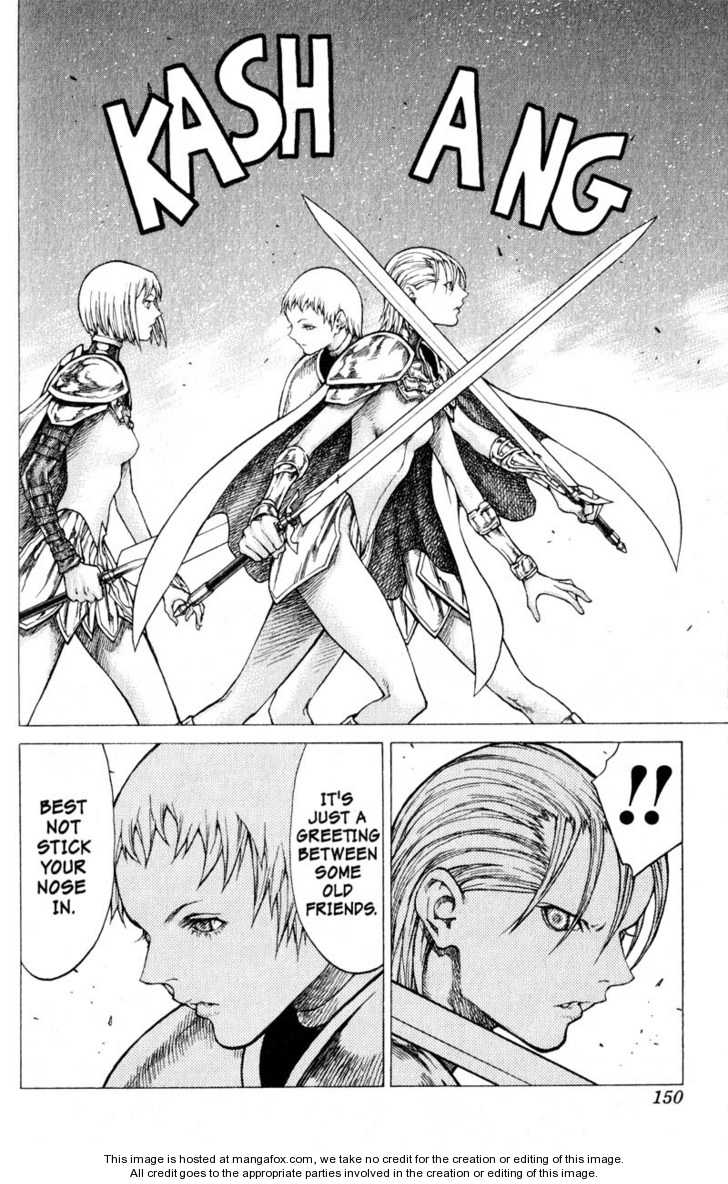 KASH ANG
!!
IT'S
JUST A
GREETING
BETWEEN
SOME
OLD
FRIENDS.
BEST
NOT
STICK
YOUR
NOSE
IN.
150
This image is hosted at mangafox.com, we take no credit for the creation or editing of this image.
All credit goes to the appropriate parties involved in the creation or editing of this image.